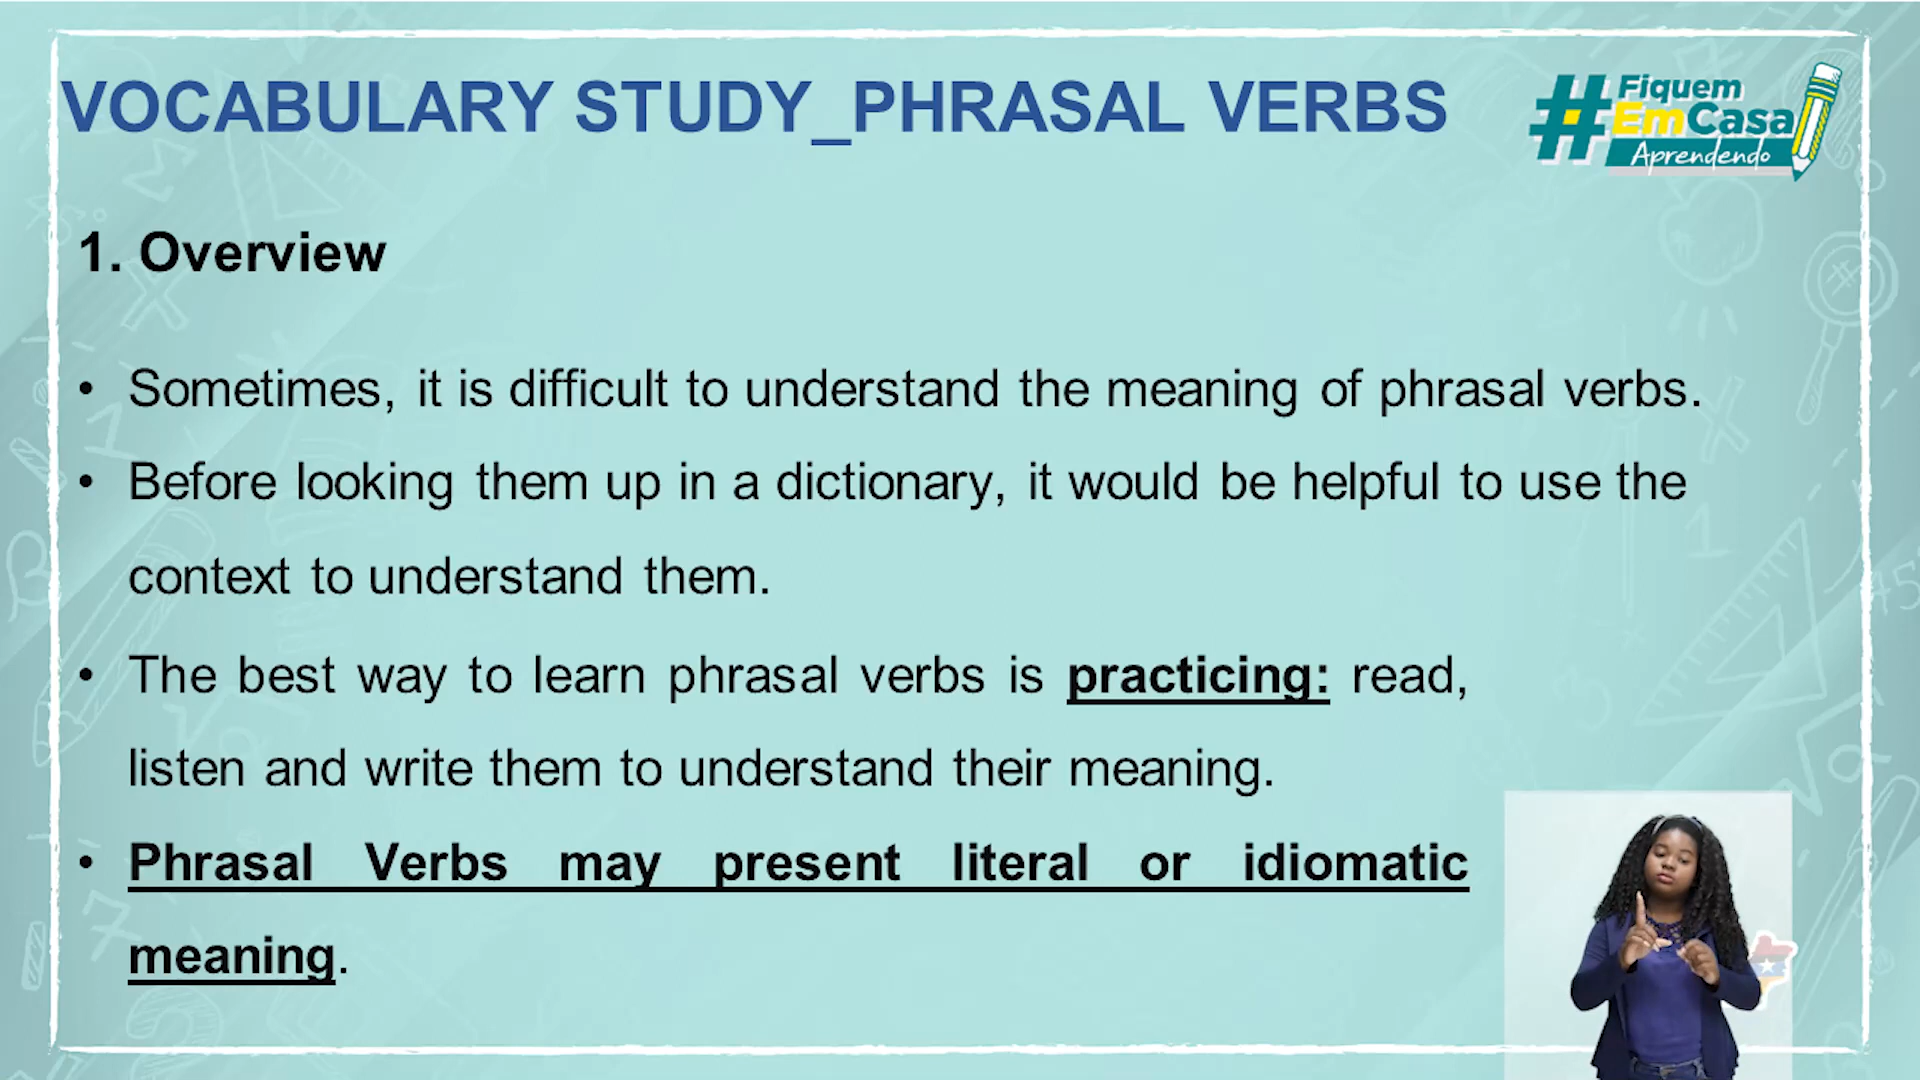 VOCABULARY STUDY_PHRASAL VERBS
#Fiquem
EmCasa
Aprendendo
1. Overview
• Sometimes, it is difficult to understand the meaning of phrasal verbs.
• Before looking them up in a dictionary, it would be helpful to use the
context to understand them.
• The best way to learn phrasal verbs is practicing: read,
listen and write them to understand their meaning.
• Phrasal Verbs may present literal or idiomatic
meaning.